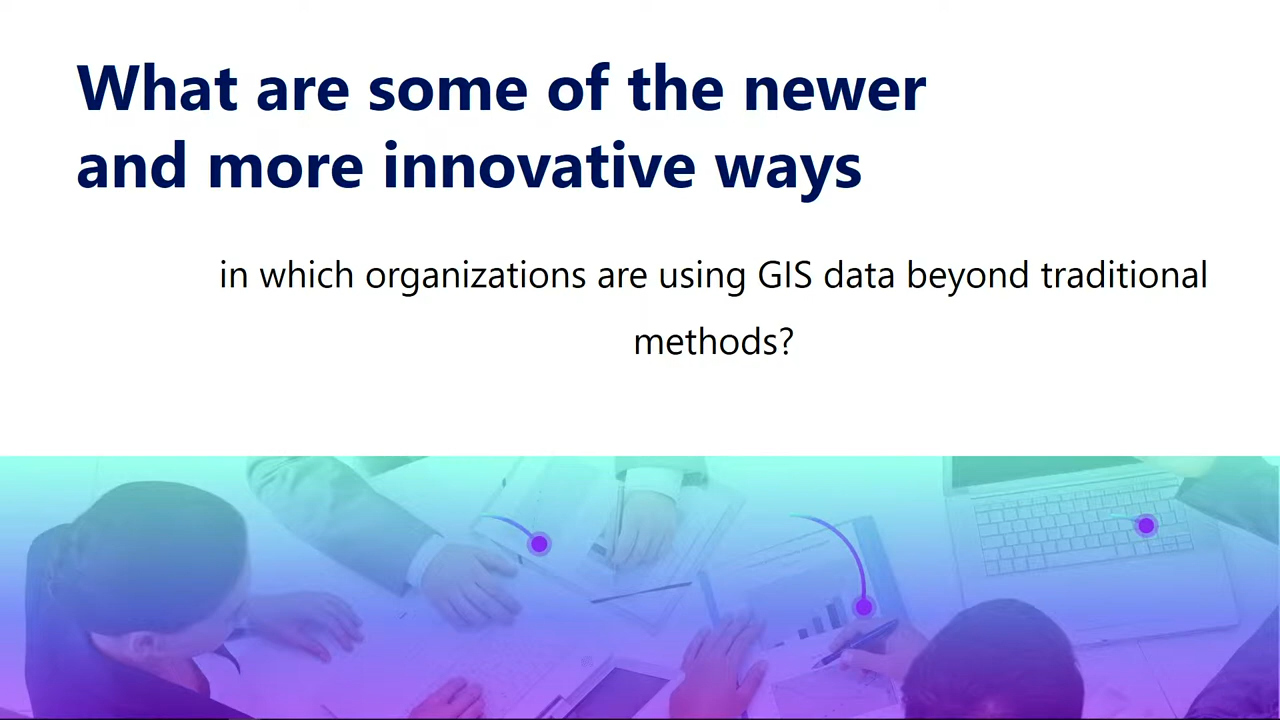 What are some of the newer
and more innovative ways
in which organizations are using GIS data beyond traditional
methods?